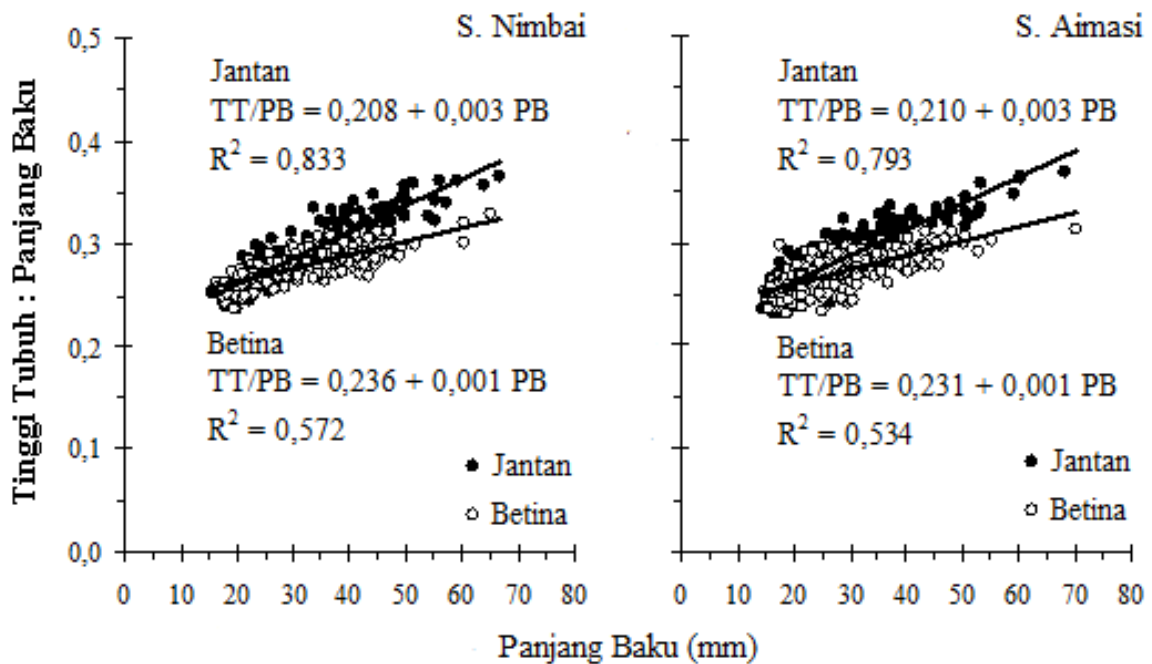 Tinggi Tubuh : Panjang Baku
0,5
0,4
0,3
0,2
0,1
0,0
S. Nimbai
Jantan
TT/PB = 0,208 + 0,003 PB
R² = 0,833
Betina
TT/PB = 0,236 + 0,001 PB
R² = 0,572
Jantan
Betina
0 10 20 30 40 50 60 70 80
S. Aimasi
Jantan
TT/PB = 0,210 + 0,003 PB
R² = 0,793
Betina
TT/PB = 0,231 + 0,001 PB
R² = 0,534
Jantan
Betina
0 10 20 30 40 50 60 70 80
Panjang Baku (mm)